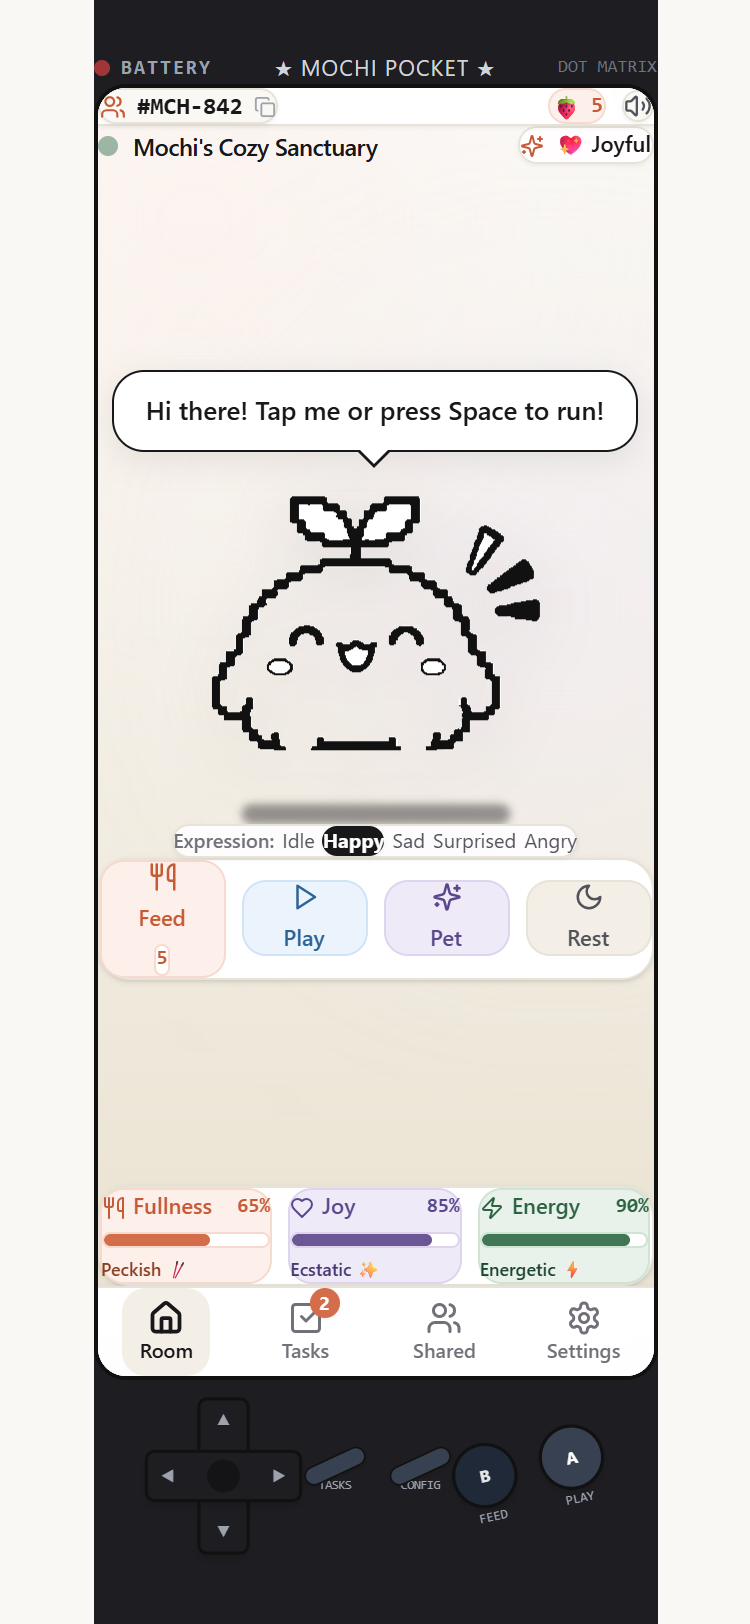 BATTERY ★ MOCHI POCKET ★ DOT MATRIX
#MCH-842 5
Mochi's Cozy Sanctuary Joyful
Hi there! Tap me or press Space to run!
Expression: Idle Happy Sad Surprised Angry
Feed Play Pet Rest
5
Fullness 65% Joy 85% Energy 90%
Peckish Ecstatic Energetic
2
Room Tasks Shared Settings
A
B
TASKS CONFIG PLAY
FEED